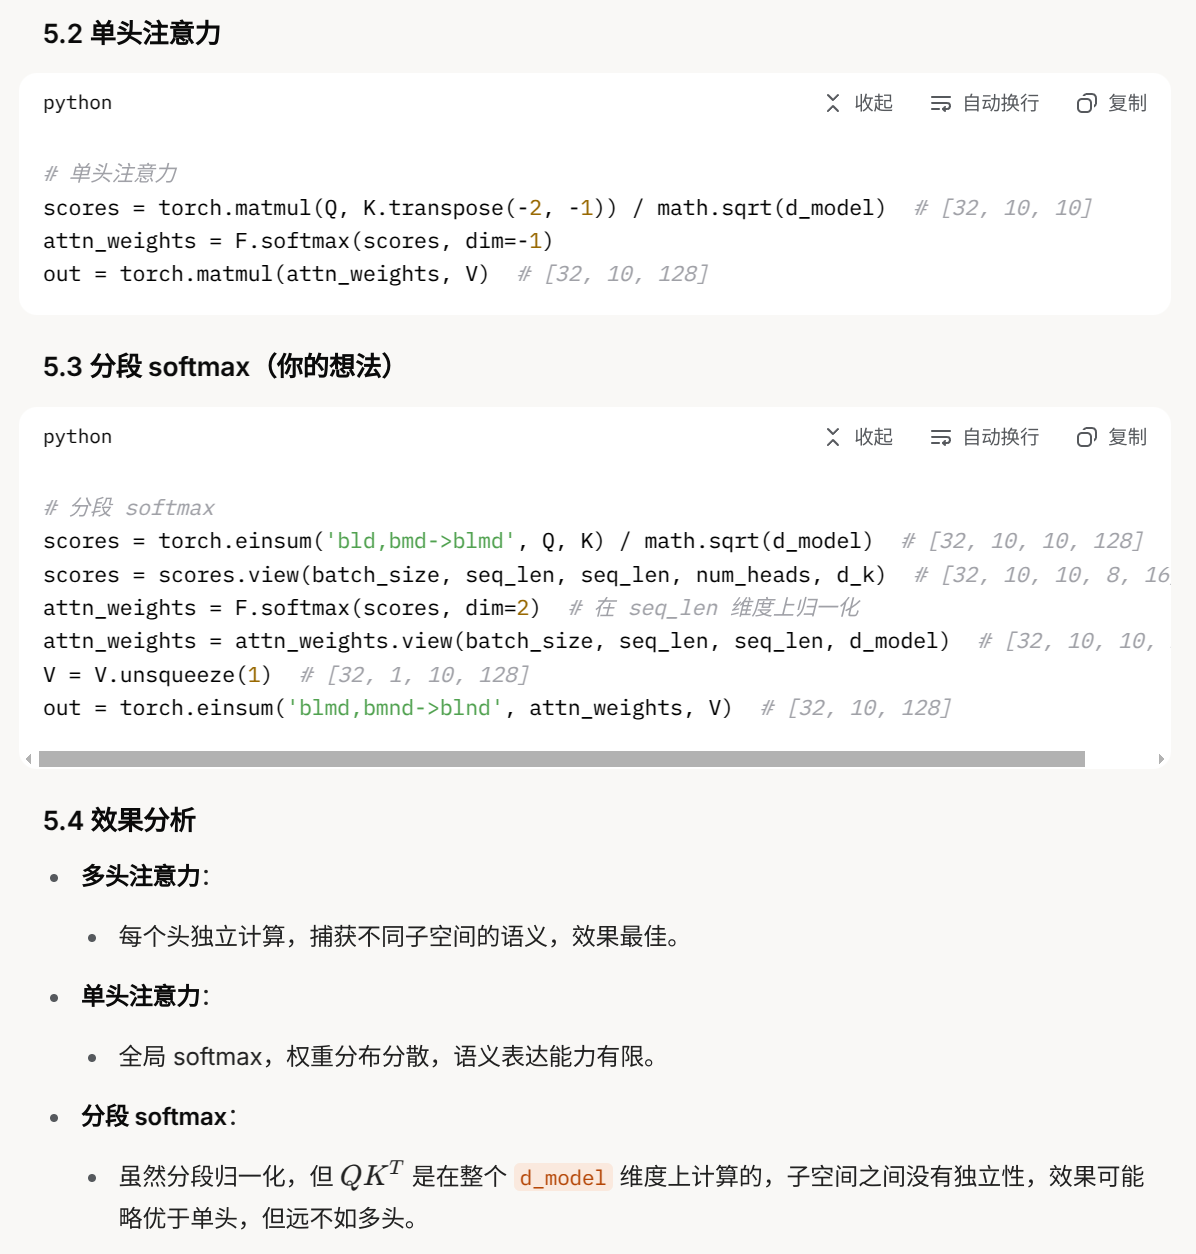 5.2 单头注意力
python 收起 自动换行 复制
# 单头注意力
scores = torch.matmul(Q, K.transpose(-2, -1)) / math.sqrt(d_model)  # [32, 10, 10]
attn_weights = F.softmax(scores, dim=-1)
out = torch.matmul(attn_weights, V)  # [32, 10, 128]
5.3 分段 softmax（你的想法）
python 收起 自动换行 复制
# 分段 softmax
scores = torch.einsum('bld,bmd->blmd', Q, K) / math.sqrt(d_model)  # [32, 10, 10, 128]
scores = scores.view(batch_size, seq_len, seq_len, num_heads, d_k)  # [32, 10, 10, 8, 16
attn_weights = F.softmax(scores, dim=2)  # 在 seq_len 维度上归一化
attn_weights = attn_weights.view(batch_size, seq_len, seq_len, d_model)  # [32, 10, 10,
V = V.unsqueeze(1)  # [32, 1, 10, 128]
out = torch.einsum('blmd,bmnd->blnd', attn_weights, V)  # [32, 10, 128]
5.4 效果分析
• 多头注意力：
• 每个头独立计算，捕获不同子空间的语义，效果最佳。
• 单头注意力：
• 全局 softmax，权重分布分散，语义表达能力有限。
• 分段 softmax：
• 虽然分段归一化，但 QK^T 是在整个 d_model 维度上计算的，子空间之间没有独立性，效果可能
略优于单头，但远不如多头。